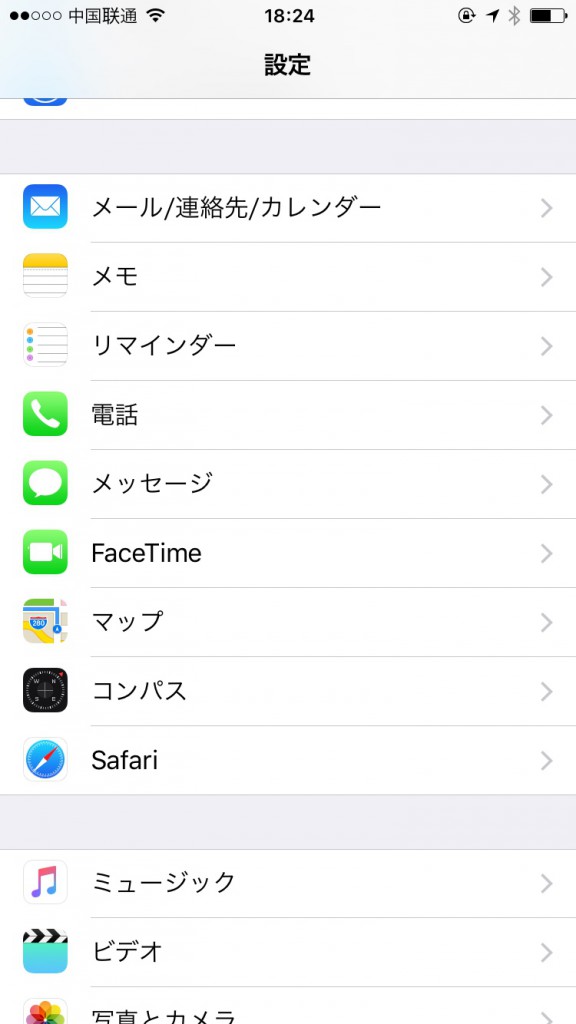 中国联通 18:24
設定
メール/連絡先/カレンダー
メモ
リマインダー
電話
メッセージ
FaceTime
280
マップ
N
W
E
S
コンパス
Safari
ミュージック
ビデオ
写真とカメラ